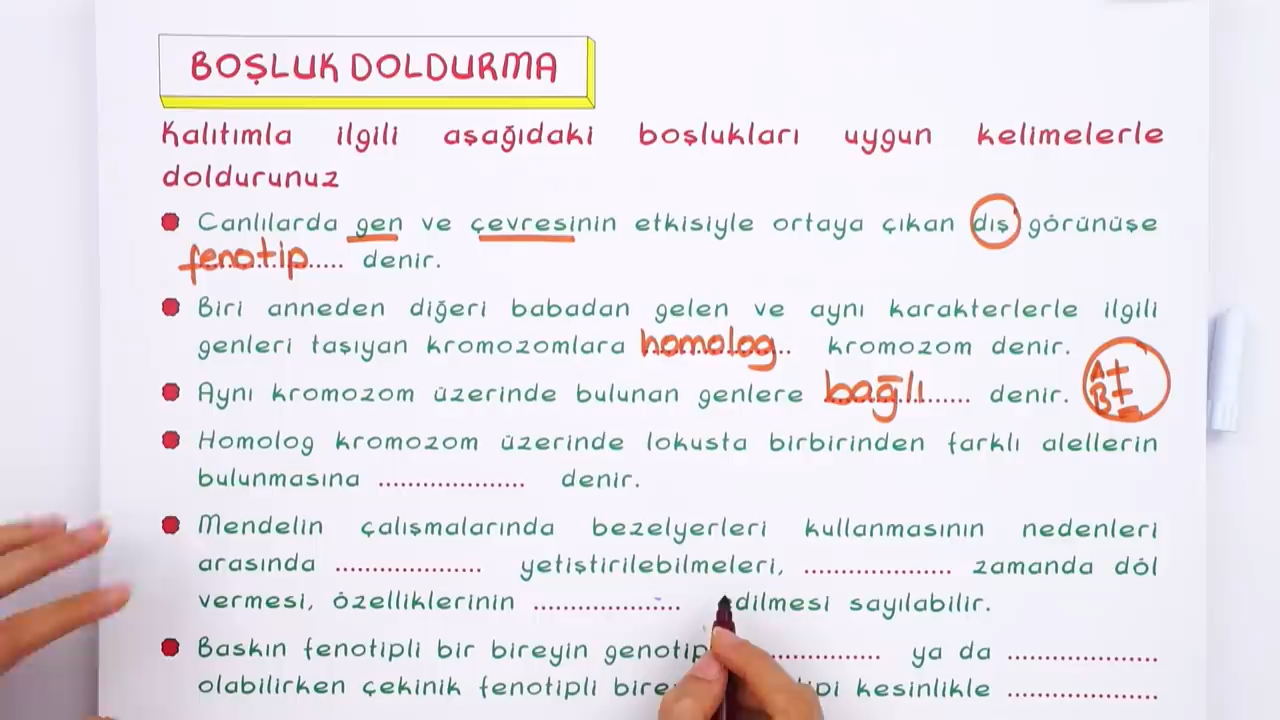 BOŞLUK DOLDURMA
Kalıtımla ilgili aşağıdaki boşlukları uygun kelimelerle
doldurunuz
Canlılarda gen ve çevresinin etkisiyle ortaya çıkan dış görünüşe
fenotip denir.
Biri anneden diğeri babadan gelen ve aynı karakterlerle ilgili
genleri taşıyan kromozomlara homolog kromozom denir.
Aynı kromozom üzerinde bulunan genlere bağlı denir. A B
Homolog kromozom üzerinde lokusta birbirinden farklı alellerin
bulunmasına .................... denir.
Mendelin çalışmalarında bezelyerleri kullanmasının nedenleri
arasında .................... yetiştirilebilmeleri, .................... zamanda döl
vermesi, özelliklerinin .................... edilmesi sayılabilir.
Baskın fenotipli bir bireyin ............... ya da ....................
olabilirken çekinik fenotipli kesinlikle ....................